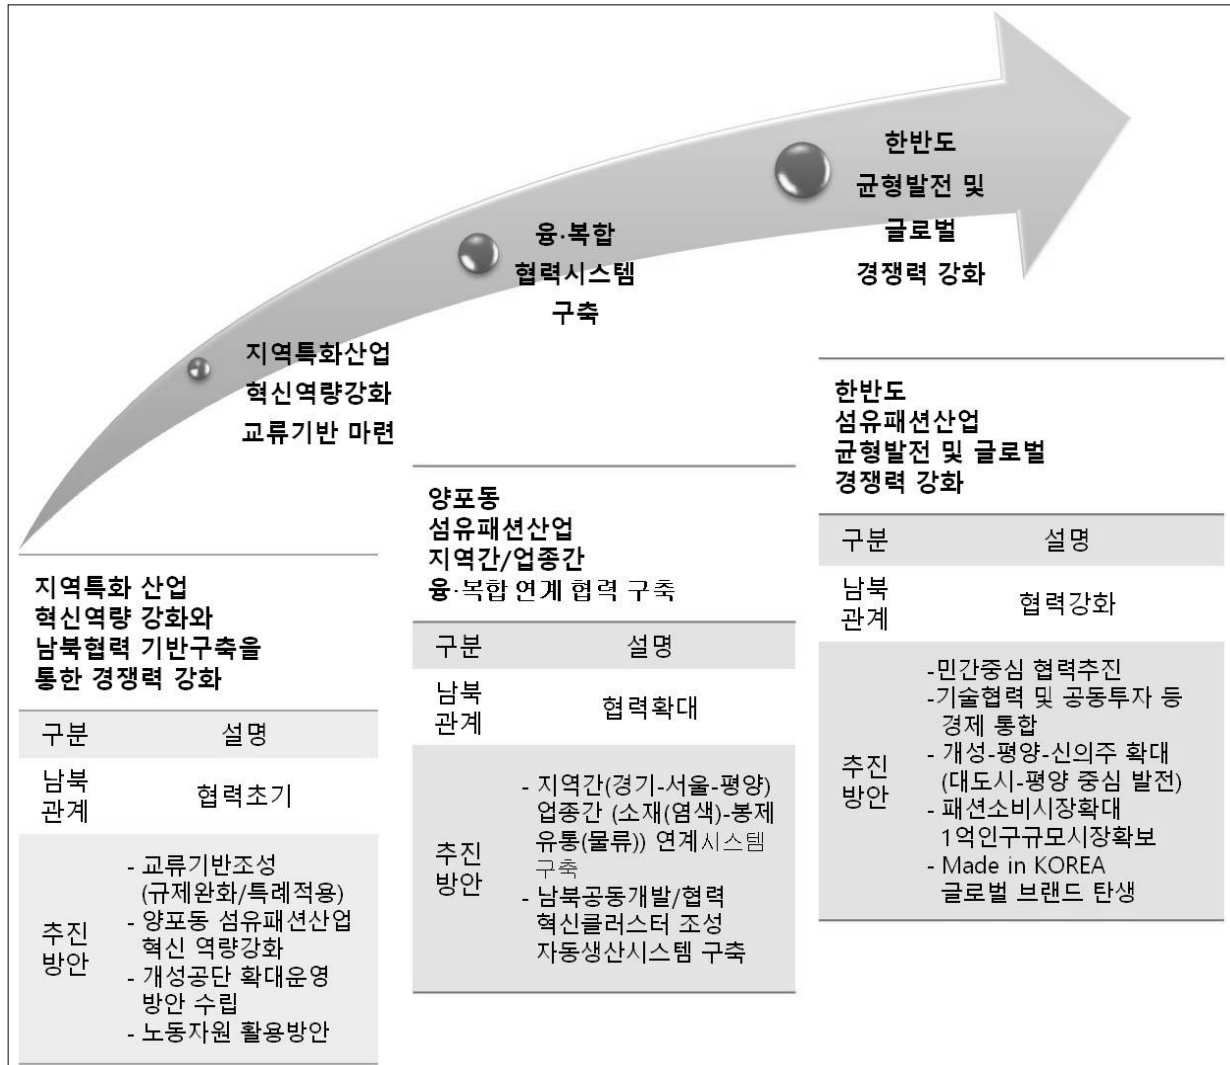 한반도
균형발전 및
글로벌
경쟁력 강화
융·복합
협력시스템
구축
지역특화산업
혁신역량강화
교류기반 마련
지역특화 산업
혁신역량 강화와
남북협력 기반구축을
통한 경쟁력 강화
구분 설명
남북
관계
협력초기
추진
방안
- 교류기반조성
(규제완화/특례적용)
- 양포동 섬유패션산업
혁신 역량강화
- 개성공단 확대운영
방안 수립
- 노동자원 활용방안
양포동
섬유패션산업
지역간/업종간
융·복합 연계 협력 구축
구분 설명
남북
관계
협력확대
추진
방안
- 지역간(경기-서울-평양)
업종간 (소재(염색)-봉제
유통(물류)) 연계시스템
구축
- 남북공동개발/협력
혁신클러스터 조성
자동생산시스템 구축
한반도
섬유패션산업
균형발전 및 글로벌
경쟁력 강화
구분 설명
남북
관계
협력강화
추진
방안
-민간중심 협력추진
-기술협력 및 공동투자 등
경제 통합
- 개성-평양-신의주 확대
(대도시-평양 중심 발전)
- 패션소비시장확대
1억인구규모시장확보
- Made in KOREA
글로벌 브랜드 탄생